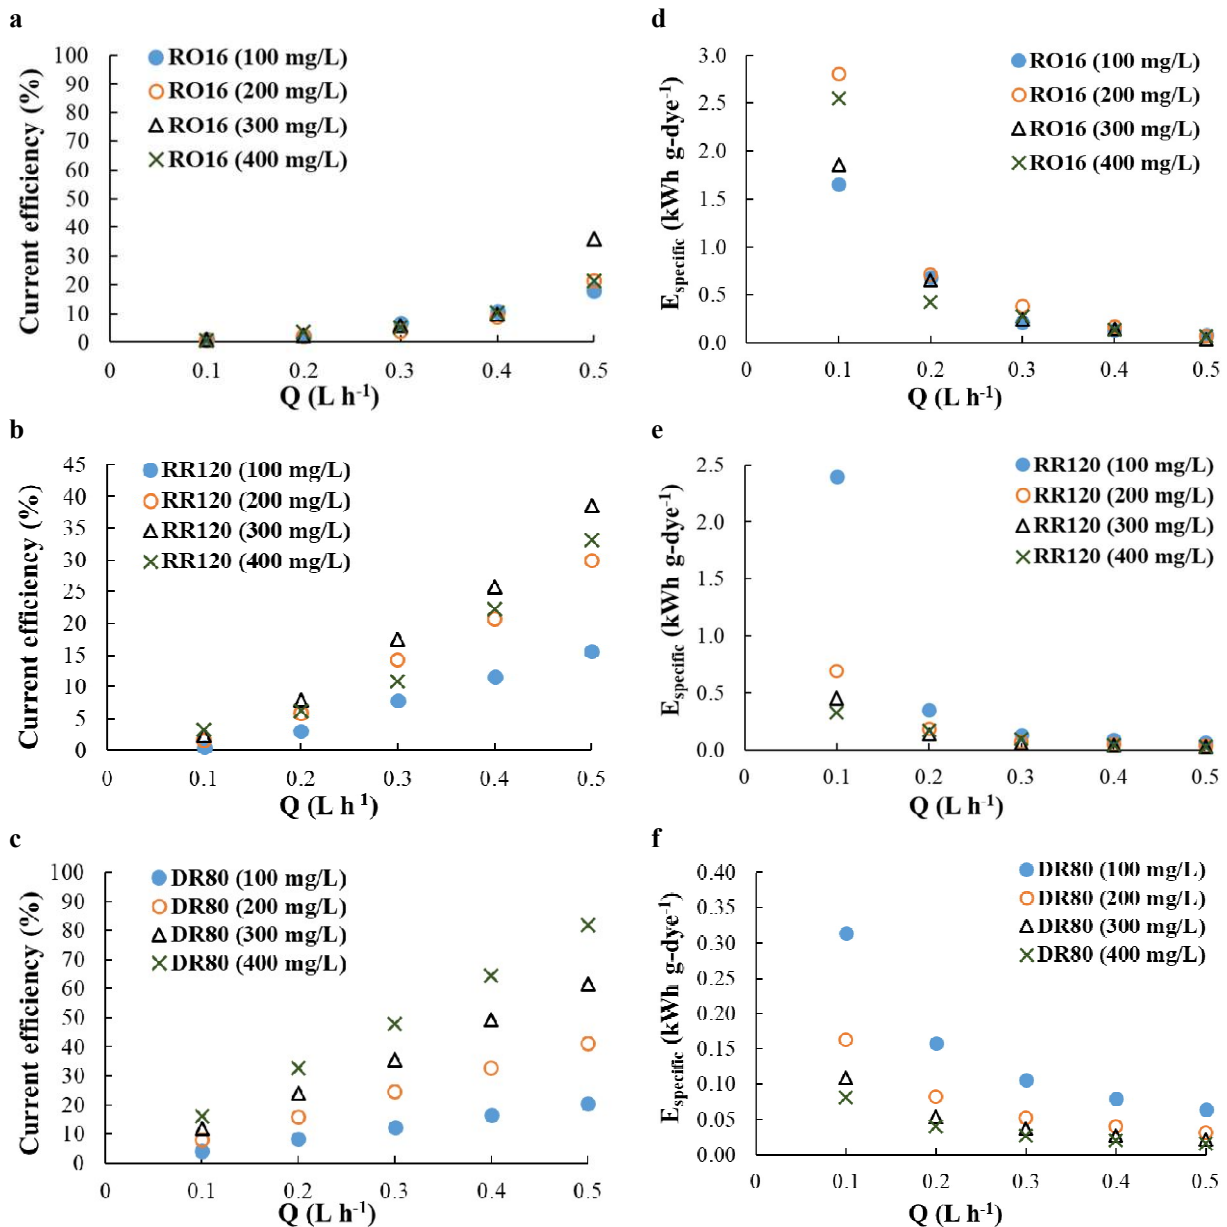 a
Current efficiency (%)
100
90
80
70
60
50
40
30
20
10
0
RO16 (100 mg/L)
RO16 (200 mg/L)
RO16 (300 mg/L)
RO16 (400 mg/L)
0 0.1 0.2 0.3 0.4 0.5
Q (L h-1)
d
Especific (kWh g-dye-1)
3.0
2.5
2.0
1.5
1.0
0.5
0.0
RO16 (100 mg/L)
RO16 (200 mg/L)
RO16 (300 mg/L)
RO16 (400 mg/L)
0 0.1 0.2 0.3 0.4 0.5
Q (L h-1)
b
Current efficiency (%)
45
40
35
30
25
20
15
10
5
0
RR120 (100 mg/L)
RR120 (200 mg/L)
RR120 (300 mg/L)
RR120 (400 mg/L)
0 0.1 0.2 0.3 0.4 0.5
Q (L h 1)
e
Especific (kWh g-dye-1)
2.5
2.0
1.5
1.0
0.5
0.0
RR120 (100 mg/L)
RR120 (200 mg/L)
RR120 (300 mg/L)
RR120 (400 mg/L)
0 0.1 0.2 0.3 0.4 0.5
Q (L h-1)
c
Current efficiency (%)
100
90
80
70
60
50
40
30
20
10
0
DR80 (100 mg/L)
DR80 (200 mg/L)
DR80 (300 mg/L)
DR80 (400 mg/L)
0 0.1 0.2 0.3 0.4 0.5
Q (L h-1)
f
Especific (kWh g-dye-1)
0.40
0.35
0.30
0.25
0.20
0.15
0.10
0.05
0.00
DR80 (100 mg/L)
DR80 (200 mg/L)
DR80 (300 mg/L)
DR80 (400 mg/L)
0 0.1 0.2 0.3 0.4 0.5
Q (L h-1)